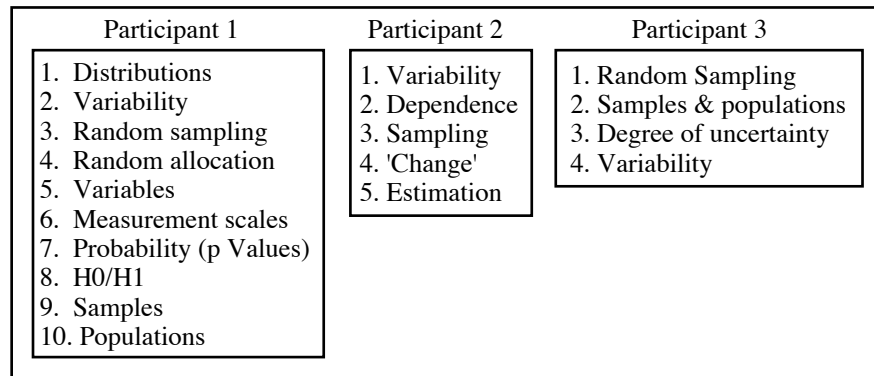 Participant 1
1. Distributions
2. Variability
3. Random sampling
4. Random allocation
5. Variables
6. Measurement scales
7. Probability (p Values)
8. H0/H1
9. Samples
10. Populations
Participant 2
1. Variability
2. Dependence
3. Sampling
4. 'Change'
5. Estimation
Participant 3
1. Random Sampling
2. Samples & populations
3. Degree of uncertainty
4. Variability